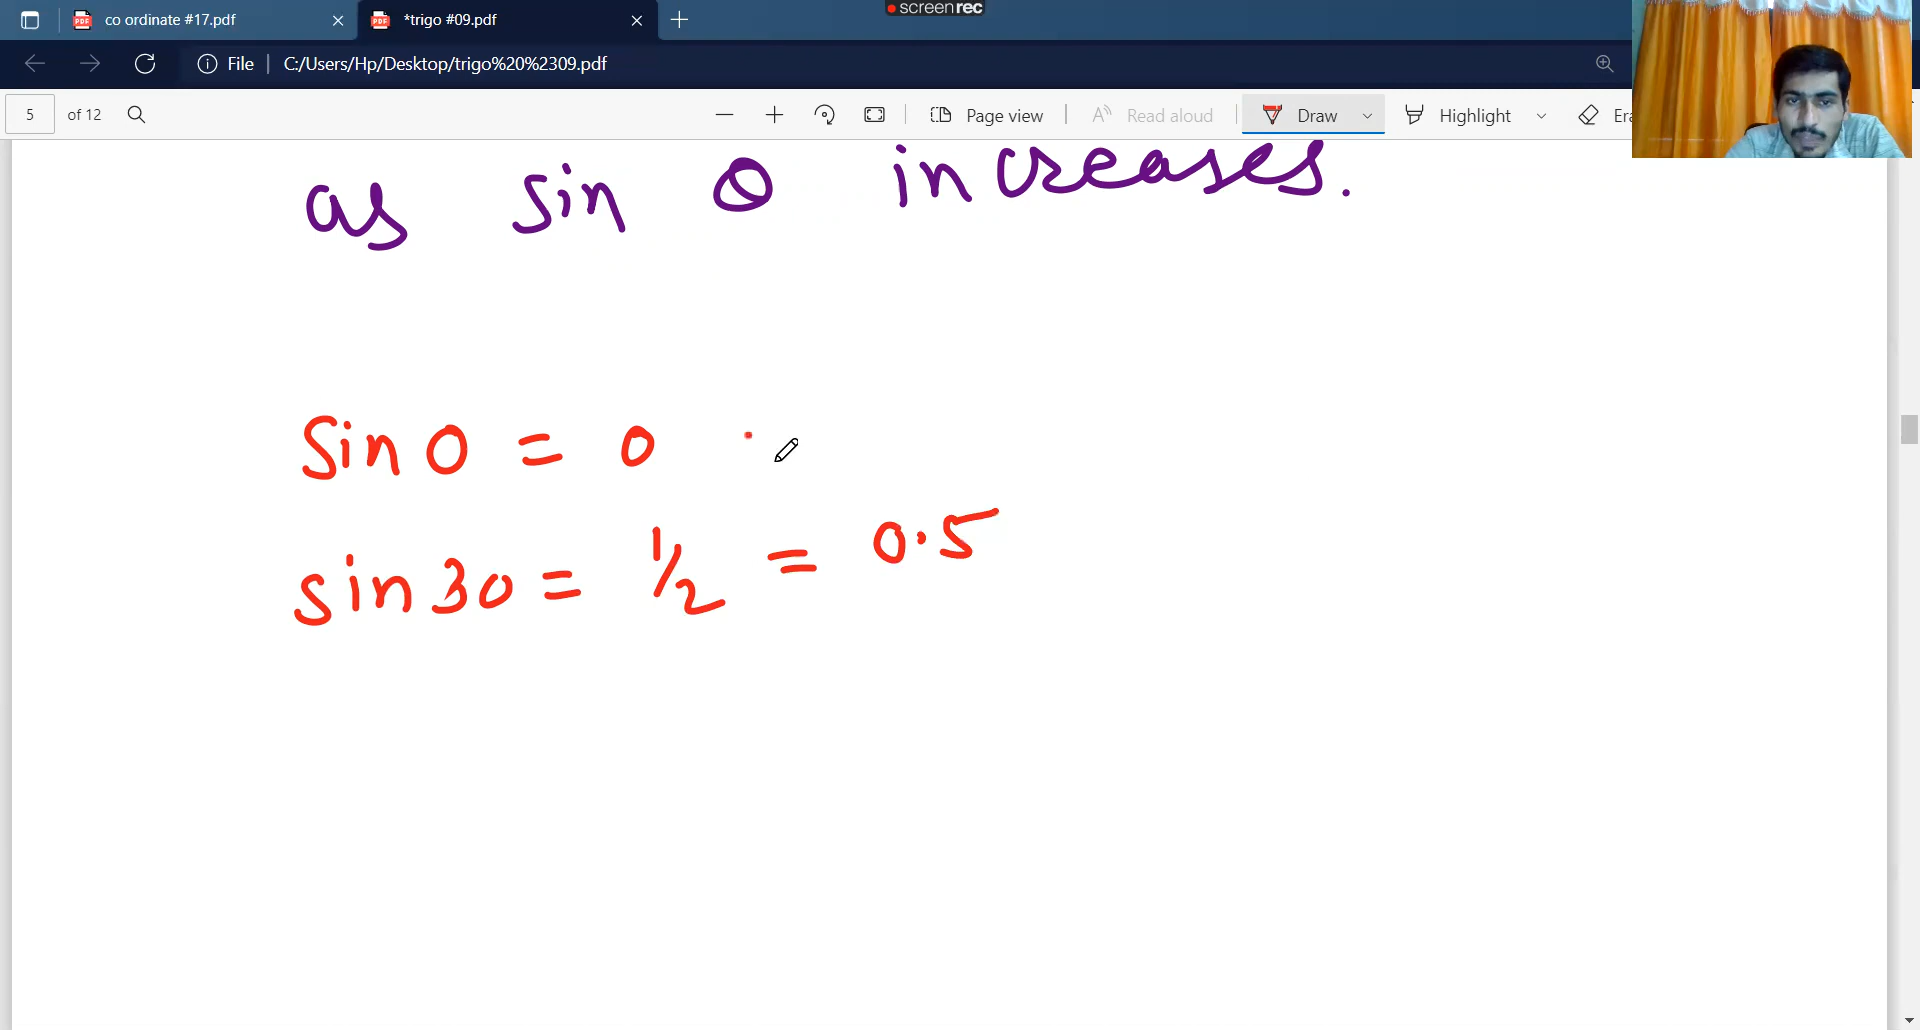 co ordinate #17.pdf
*trigo #09.pdf
screenrec
File
C:/Users/Hp/Desktop/trigo%20%2309.pdf
5 of 12
Page view
Read aloud
Draw
Highlight
as sin θ increases.
Sin 0 = 0
sin 30 = 1/2 = 0.5